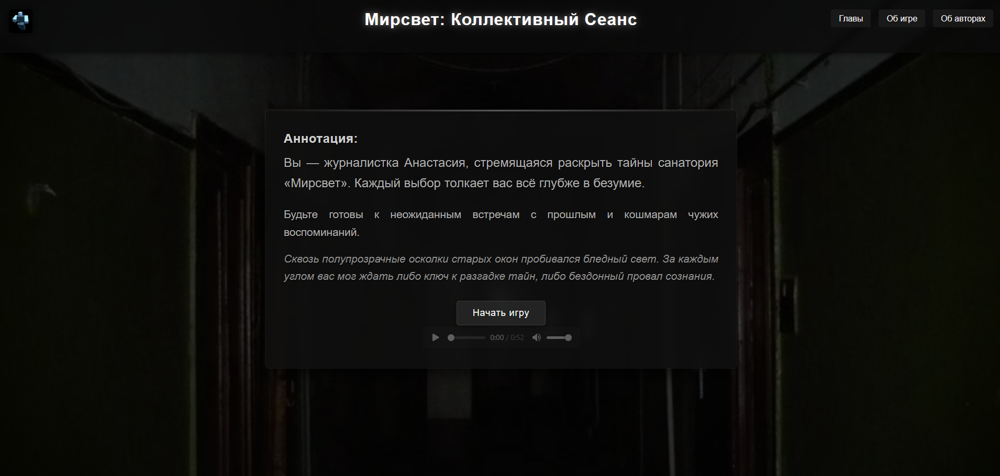 Мирсвет: Коллективный Сеанс
Главы
Об игре
Об авторах
Аннотация:
Вы — журналистка Анастасия, стремящаяся раскрыть тайны санатория
«Мирсвет». Каждый выбор толкает вас всё глубже в безумие.
Будьте готовы к неожиданным встречам с прошлым и кошмарам чужих
воспоминаний.
Сквозь полупрозрачные осколки старых окон пробивался бледный свет. За каждым
углом вас мог ждать либо ключ к разгадке тайн, либо бездонный провал сознания.
Начать игру
0:00 / 0:52